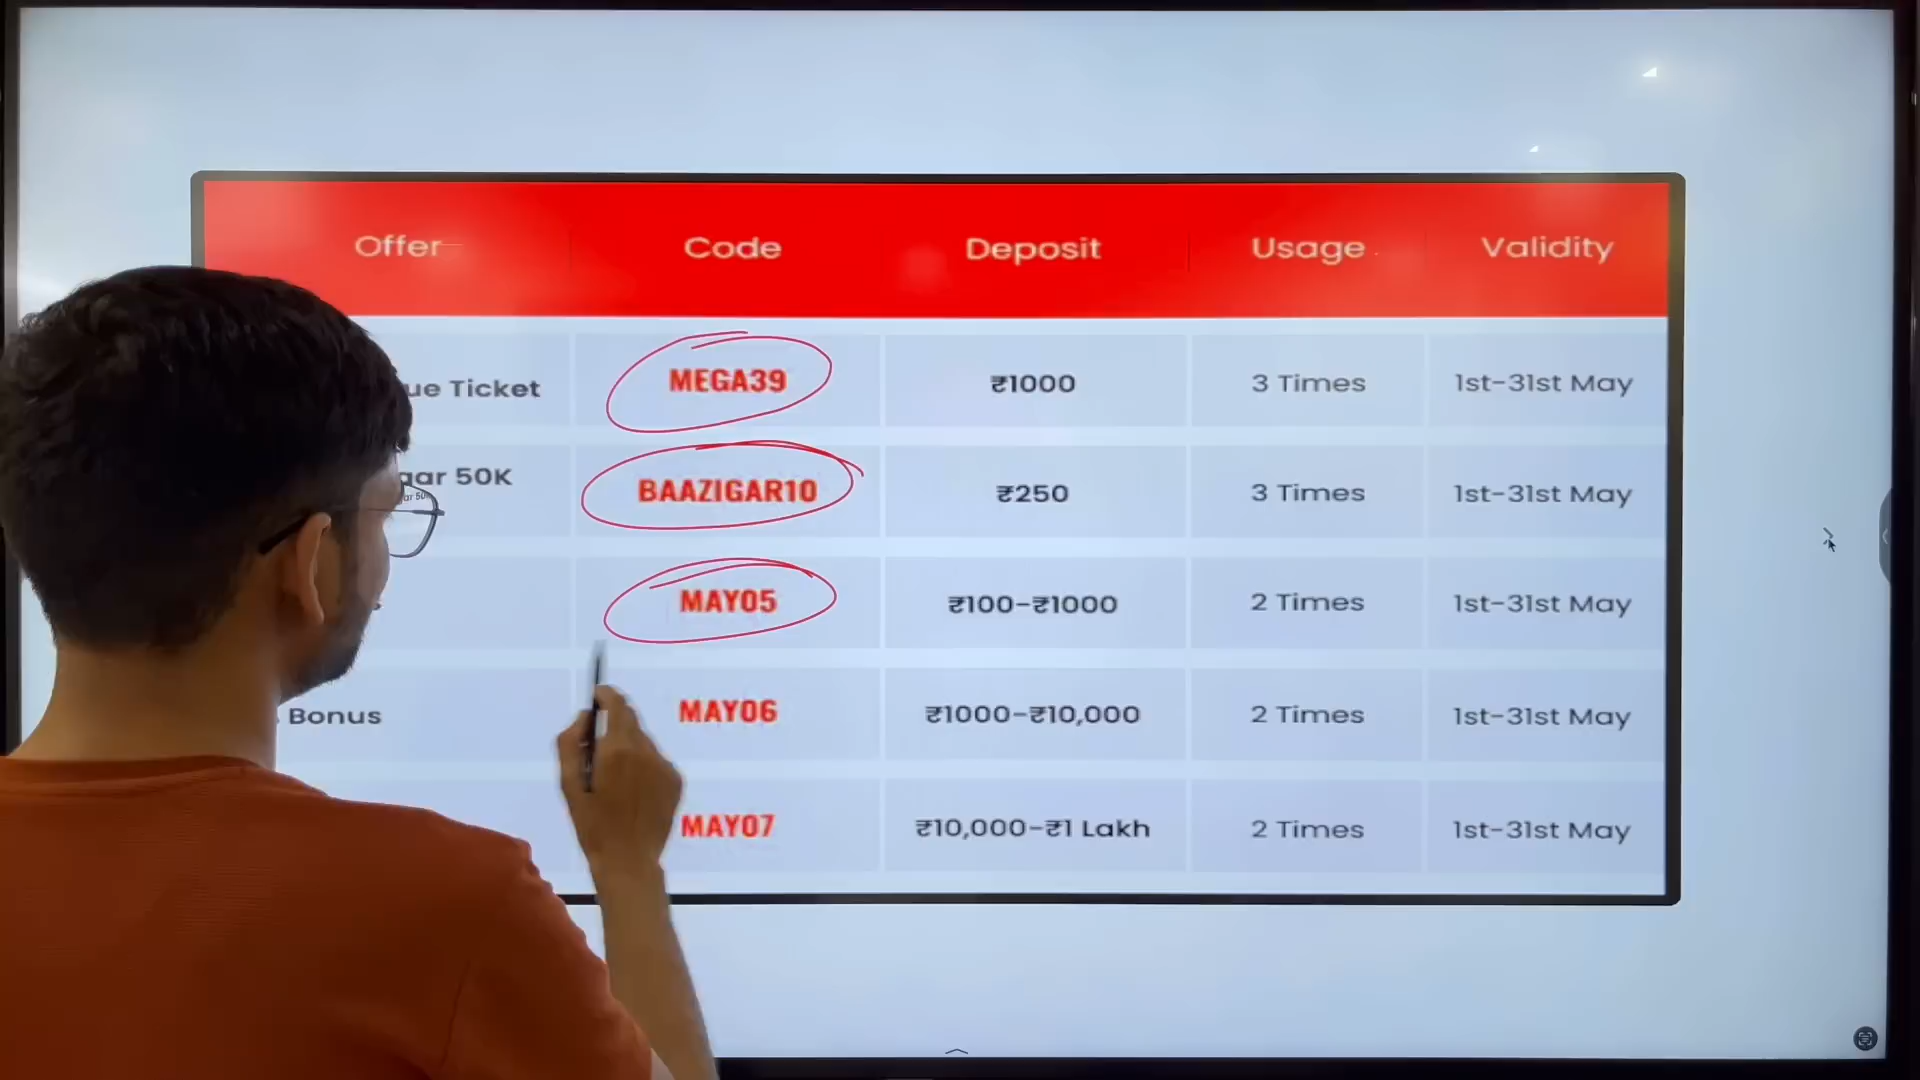 Offer Code Deposit Usage Validity
Ticket MEGA39 ₹1000 3 Times 1st-31st May
50K BAAZIGAR10 ₹250 3 Times 1st-31st May
MAY05 ₹100-₹1000 2 Times 1st-31st May
Bonus MAY06 ₹1000-₹10,000 2 Times 1st-31st May
MAY07 ₹10,000-₹1 Lakh 2 Times 1st-31st May